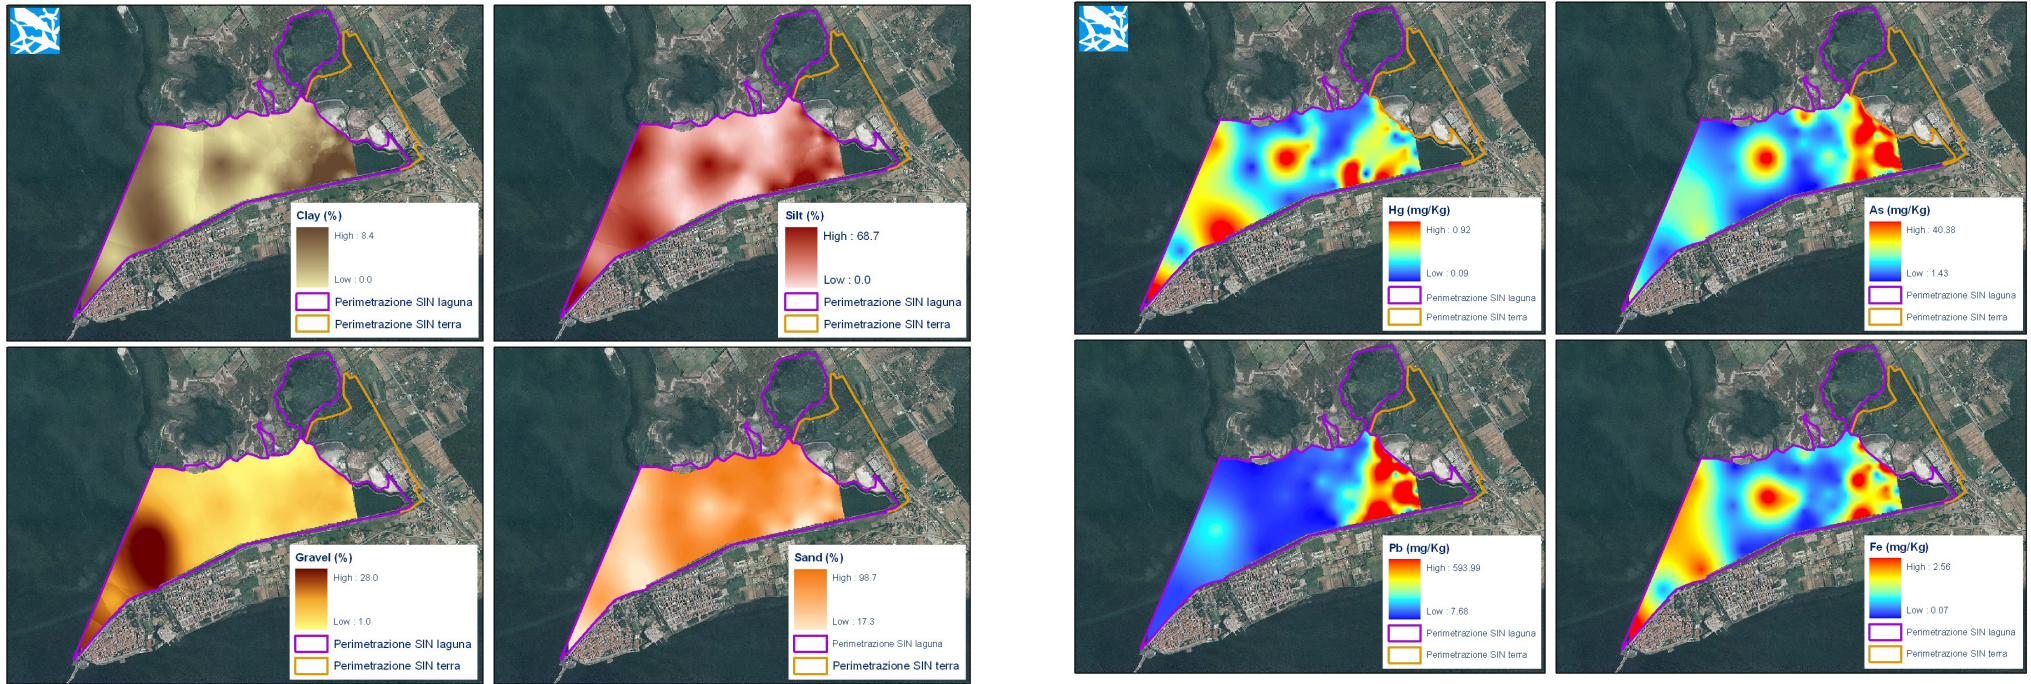 Clay (%)
High : 8.4
Low : 0.0
Perimetrazione SIN laguna
Perimetrazione SIN terra
Silt (%)
High : 68.7
Low : 0.0
Perimetrazione SIN laguna
Perimetrazione SIN terra
Gravel (%)
High : 28.0
Low : 1.0
Perimetrazione SIN laguna
Perimetrazione SIN terra
Sand (%)
High : 98.7
Low : 17.3
Perimetrazione SIN laguna
Perimetrazione SIN terra
Hg (mg/Kg)
High : 0.92
Low : 0.09
Perimetrazione SIN laguna
Perimetrazione SIN terra
As (mg/Kg)
High : 40.38
Low : 1.43
Perimetrazione SIN laguna
Perimetrazione SIN terra
Pb (mg/Kg)
High : 593.99
Low : 7.68
Perimetrazione SIN laguna
Perimetrazione SIN terra
Fe (mg/Kg)
High : 2.56
Low : 0.07
Perimetrazione SIN laguna
Perimetrazione SIN terra